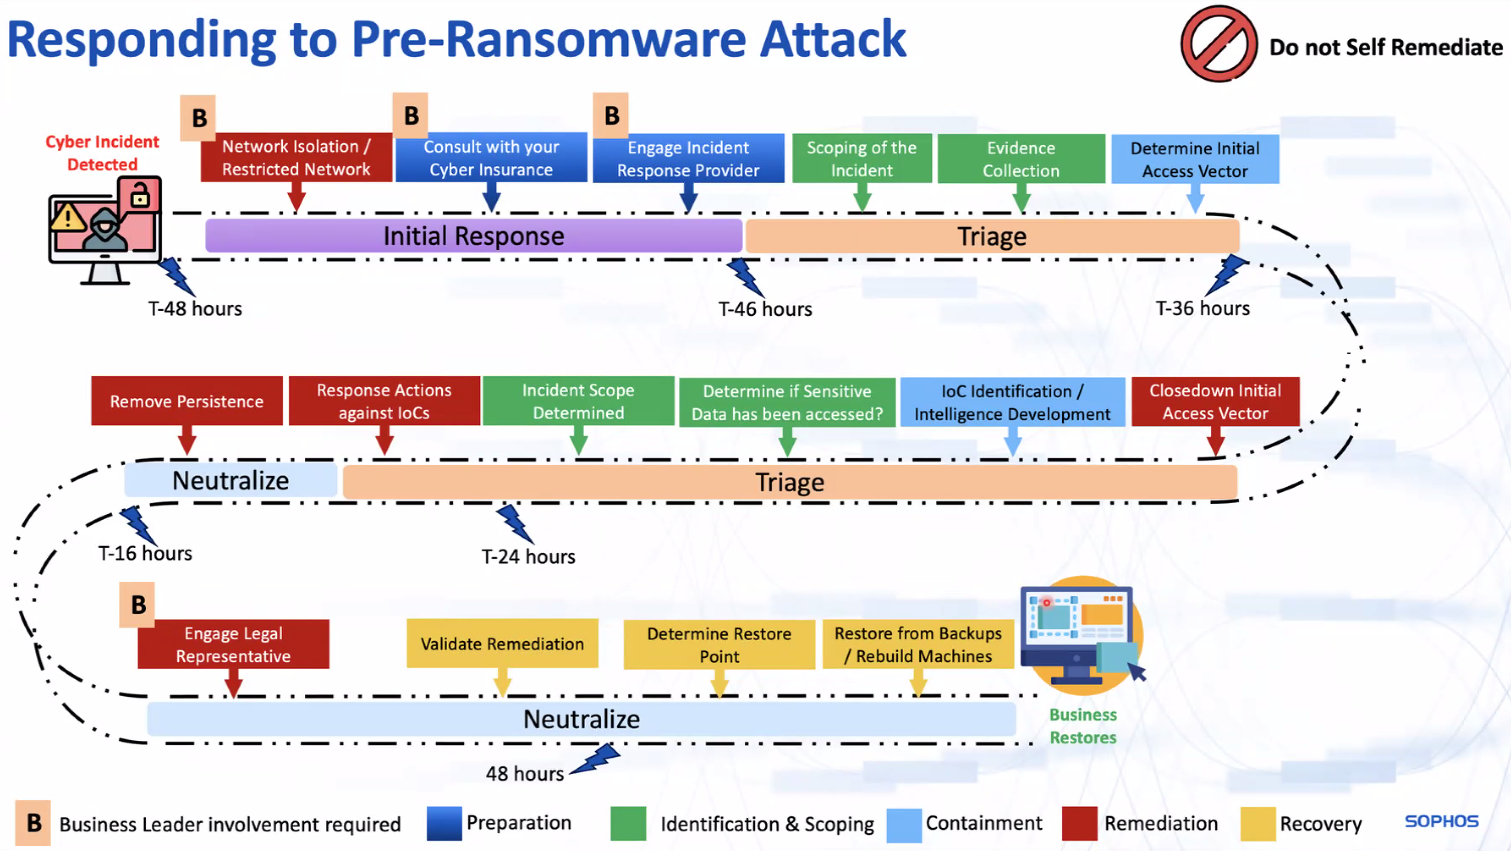 Responding to Pre-Ransomware Attack
Do not Self Remediate
Cyber Incident
Detected
B
Network Isolation /
Restricted Network
B
Consult with your
Cyber Insurance
B
Engage Incident
Response Provider
Scoping of the
Incident
Evidence
Collection
Determine Initial
Access Vector
Initial Response
Triage
T-48 hours
T-46 hours
T-36 hours
Remove Persistence
Response Actions
against IoCs
Incident Scope
Determined
Determine if Sensitive
Data has been accessed?
IoC Identification /
Intelligence Development
Closedown Initial
Access Vector
Neutralize
Triage
T-16 hours
T-24 hours
B
Engage Legal
Representative
Validate Remediation
Determine Restore
Point
Restore from Backups
/ Rebuild Machines
Neutralize
Business
Restores
48 hours
B
Business Leader involvement required
Preparation
Identification & Scoping
Containment
Remediation
Recovery
SOPHOS